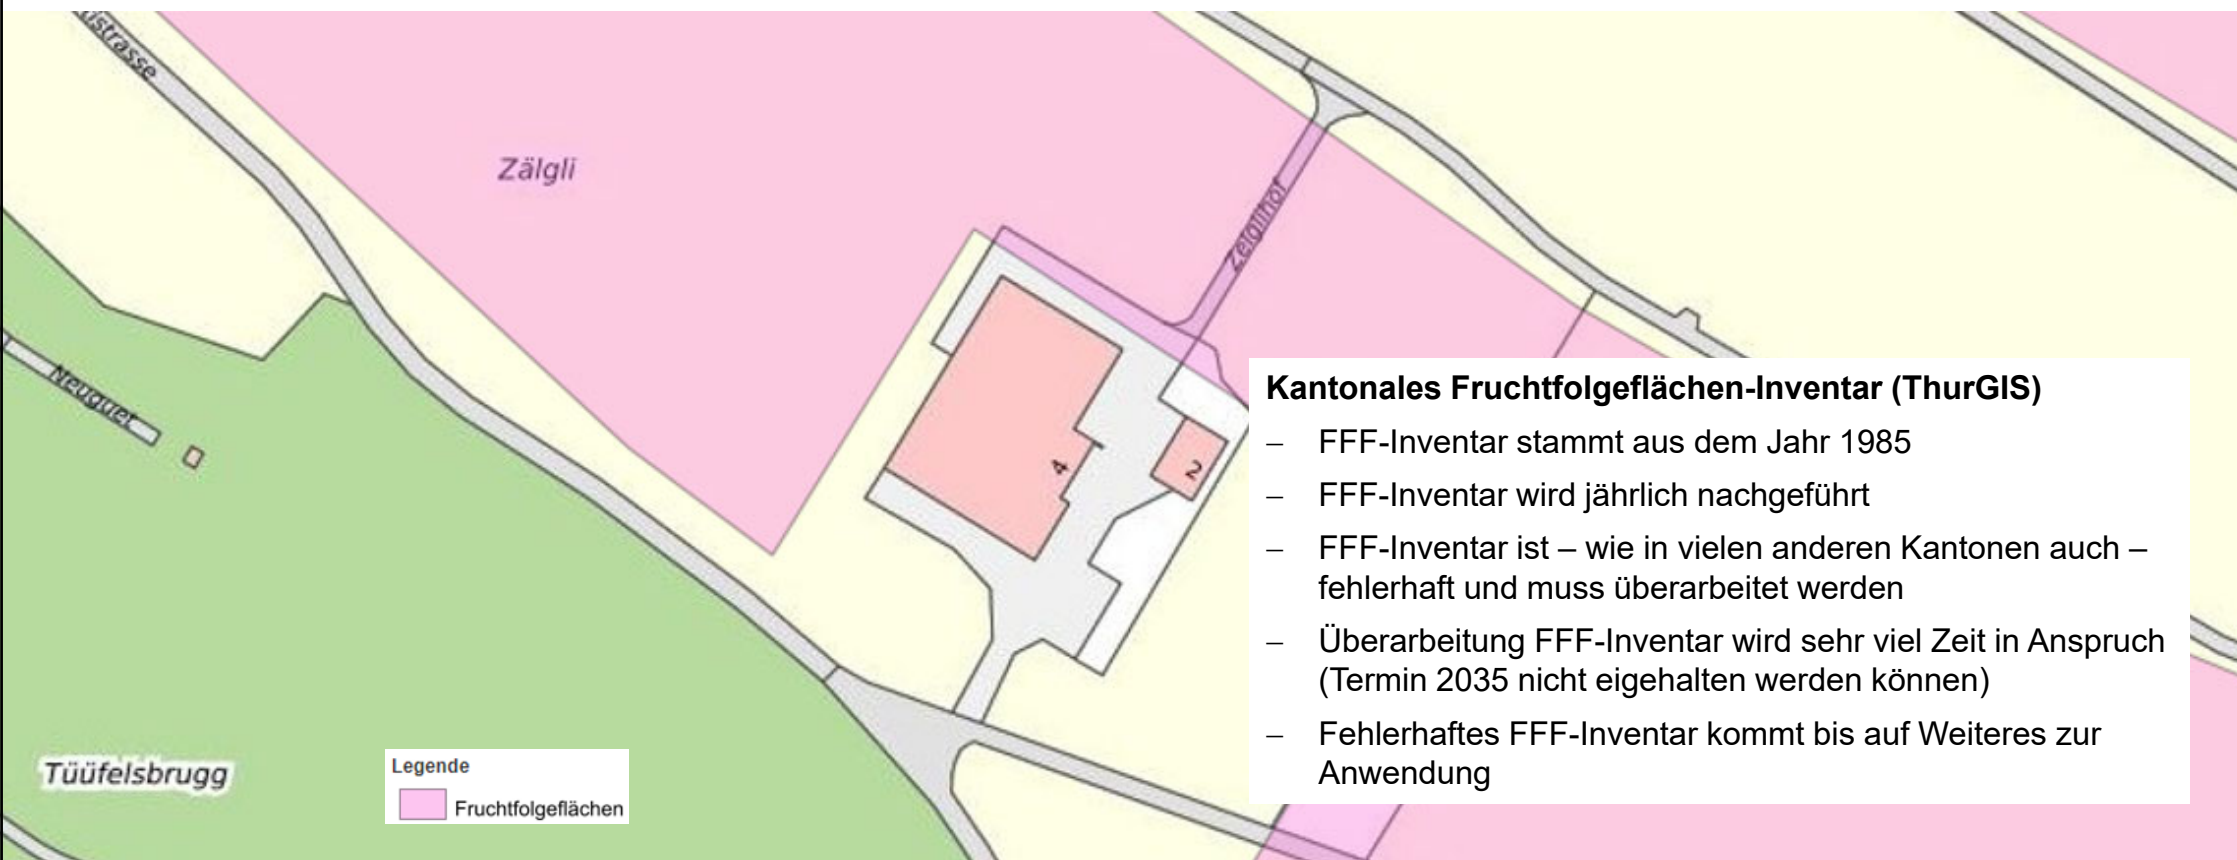 istrasse
Zälgli
Zelglihof
Neuguet
4
2
Kantonales Fruchtfolgeflächen-Inventar (ThurGIS)
– FFF-Inventar stammt aus dem Jahr 1985
– FFF-Inventar wird jährlich nachgeführt
– FFF-Inventar ist – wie in vielen anderen Kantonen auch –
fehlerhaft und muss überarbeitet werden
– Überarbeitung FFF-Inventar wird sehr viel Zeit in Anspruch
(Termin 2035 nicht eigehalten werden können)
– Fehlerhaftes FFF-Inventar kommt bis auf Weiteres zur
Anwendung
Tüüfelsbrugg
Legende
Fruchtfolgeflächen